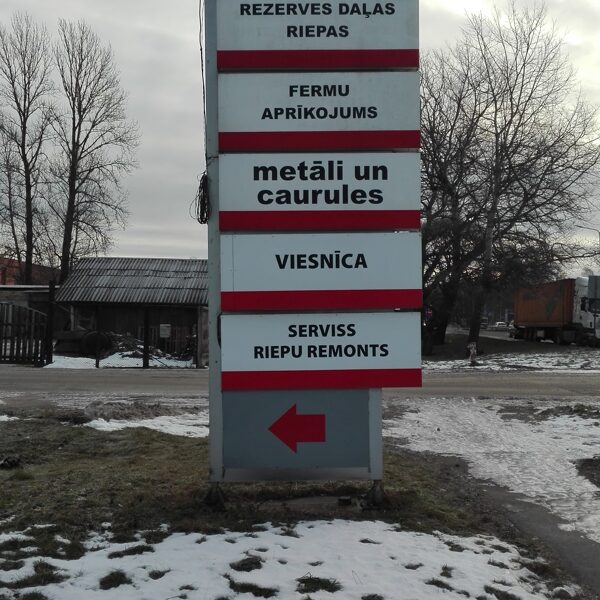 REZERVES DAĻAS
RIEPAS
FERMU
APRĪKOJUMS
metāli un
caurules
VIESNĪCA
SERVISS
RIEPU REMONTS